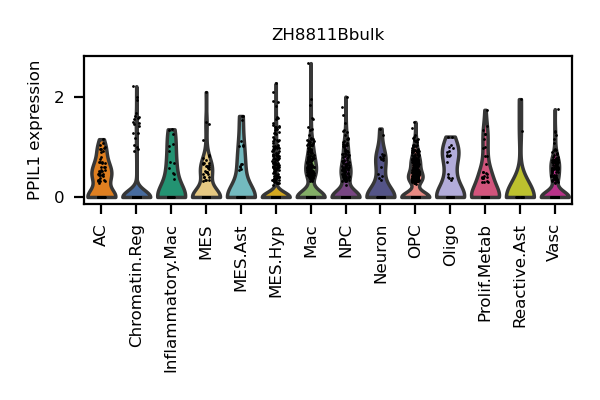 ZH8811Bbulk
PPIL1 expression
2
0
AC
Chromatin.Reg
Inflammatory.Mac
MES
MES.Ast
MES.Hyp
Mac
NPC
Neuron
OPC
Oligo
Prolif.Metab
Reactive.Ast
Vasc